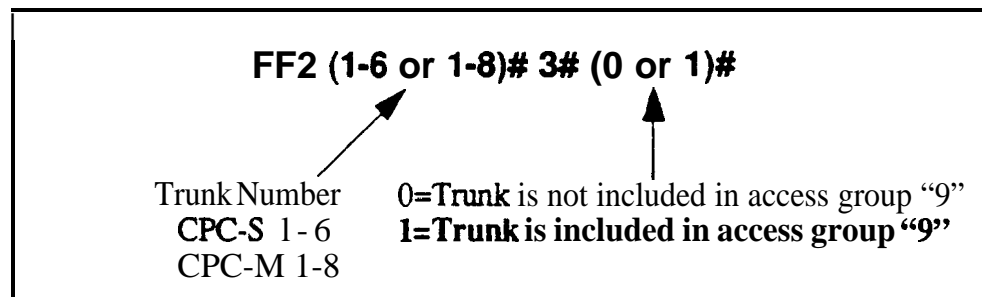 FF2 (1-6 or 1-8)# 3# (0 or 1)#
Trunk Number
0=Trunk is not included in access group “9”
CPC-S 1-6
1=Trunk is included in access group “9”
CPC-M 1-8